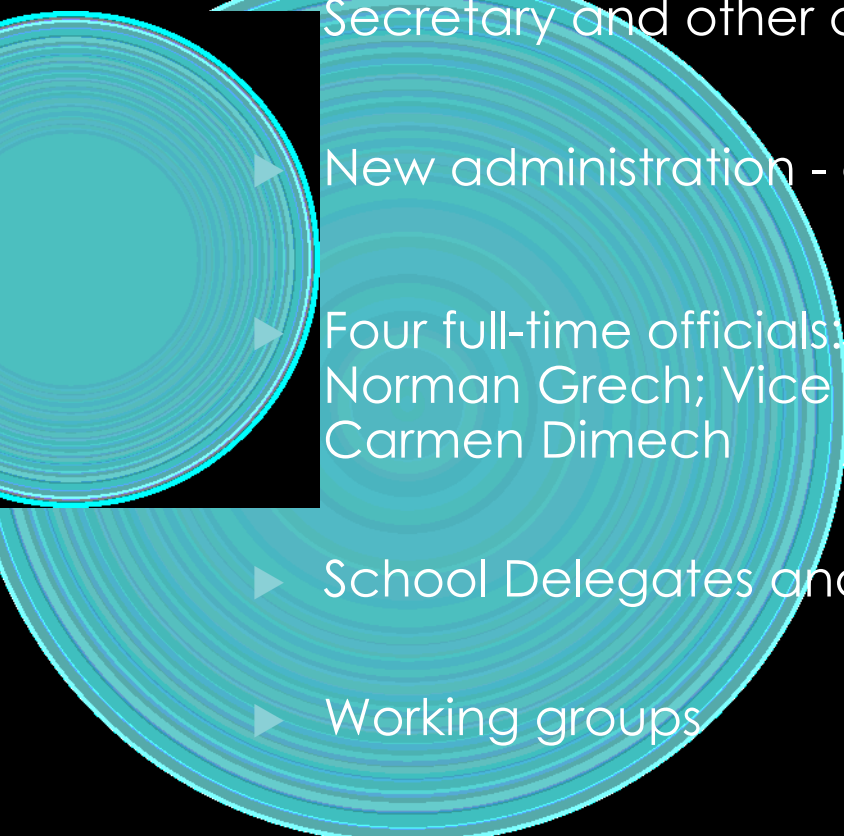 Secretary and other
New administration -
Four full-time officials:
Norman Grech; Vice
Carmen Dimech
School Delegates and
Working groups